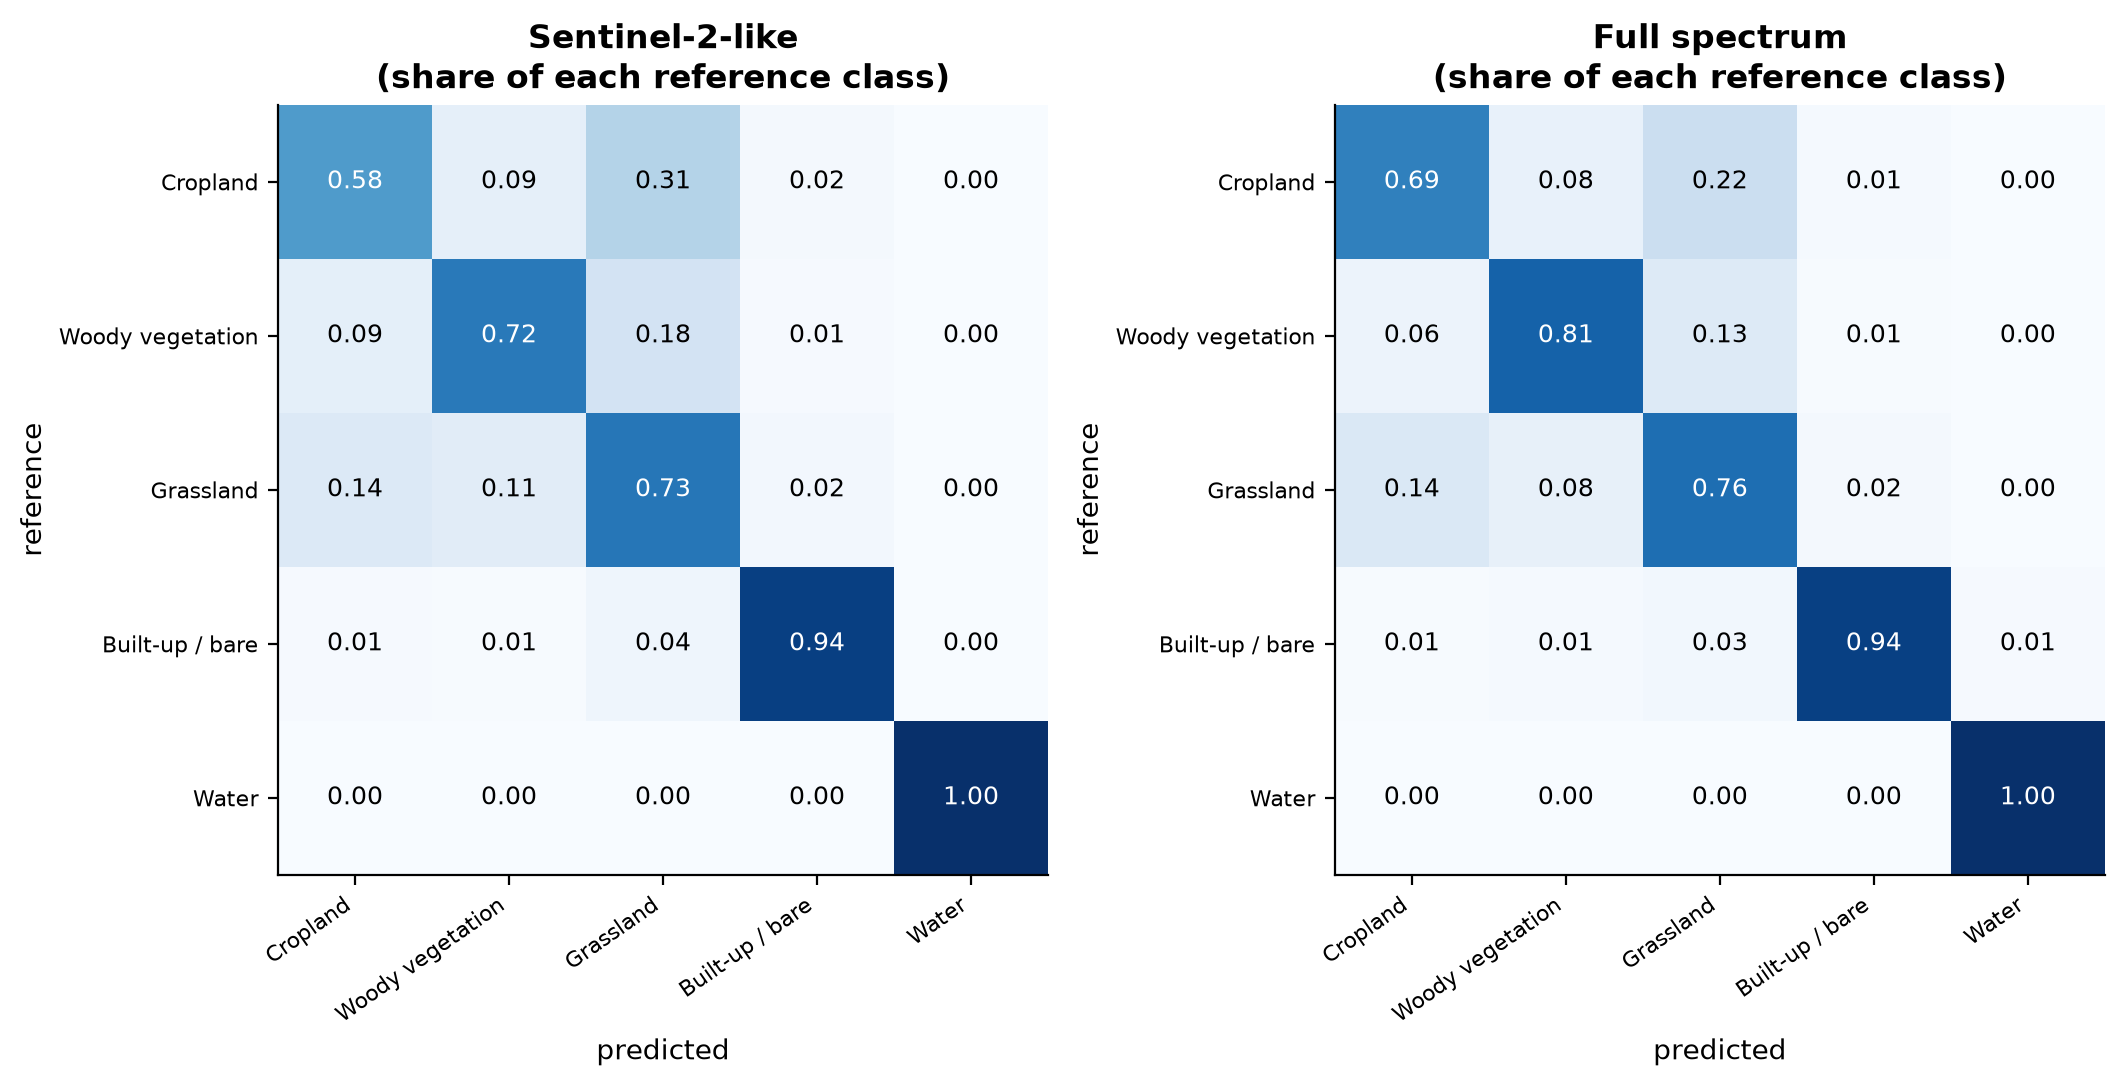 Sentinel-2-like
(share of each reference class)
reference
Cropland 0.58 0.09 0.31 0.02 0.00
Woody vegetation 0.09 0.72 0.18 0.01 0.00
Grassland 0.14 0.11 0.73 0.02 0.00
Built-up / bare 0.01 0.01 0.04 0.94 0.00
Water 0.00 0.00 0.00 0.00 1.00
Cropland Woody vegetation Grassland Built-up / bare Water
predicted
Full spectrum
(share of each reference class)
reference
Cropland 0.69 0.08 0.22 0.01 0.00
Woody vegetation 0.06 0.81 0.13 0.01 0.00
Grassland 0.14 0.08 0.76 0.02 0.00
Built-up / bare 0.01 0.01 0.03 0.94 0.01
Water 0.00 0.00 0.00 0.00 1.00
Cropland Woody vegetation Grassland Built-up / bare Water
predicted